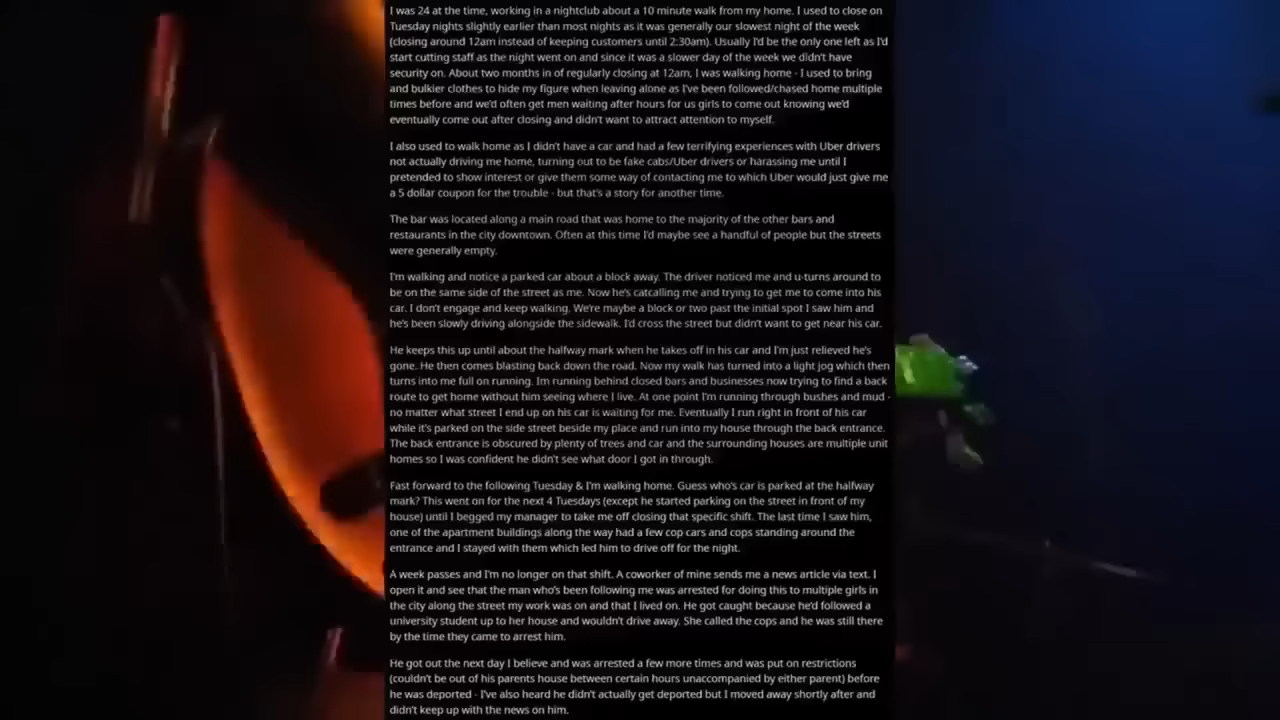 I was 24 at the time, working in a nightclub about a 10 minute walk from my home. I used to close on
Tuesday nights slightly earlier than most nights as it was generally our slowest night of the week
(closing around 12am instead of keeping customers until 2:30am). Usually I'd be the only one left as I'd
start cutting staff as the night went on and since it was a slower day of the week we didn't have
security on. About two months in of regularly closing at 12am, I was walking home - I used to bring
and bulkier clothes to hide my figure when leaving alone as I've been followed/chased home multiple
times before and we'd often get men waiting after hours for us girls to come out knowing we'd
eventually come out after closing and didn't want to attract attention to myself.
I also used to walk home as I didn't have a car and had a few terrifying experiences with Uber drivers
not actually driving me home, turning out to be fake cabs/Uber drivers or harassing me until I
pretended to show interest or give them some way of contacting me to which Uber would just give me
a 5 dollar coupon for the trouble - but that's a story for another time.
The bar was located along a main road that was home to the majority of the other bars and
restaurants in the city downtown. Often at this time I'd maybe see a handful of people but the streets
were generally empty.
I'm walking and notice a parked car about a block away. The driver noticed me and u-turns around to
be on the same side of the street as me. Now he's catcalling me and trying to get me to come into his
car. I don't engage and keep walking. We're maybe a block or two past the initial spot I saw him and
he's been slowly driving alongside the sidewalk. I'd cross the street but didn't want to get near his car.
He keeps this up until about the halfway mark when he takes off in his car and I'm just relieved he's
gone. He then comes blasting back down the road. Now my walk has turned into a light jog which then
turns into me full on running. Im running behind closed bars and businesses now trying to find a back
route to get home without him seeing where I live. At one point I'm running through bushes and mud -
no matter what street I end up on his car is waiting for me. Eventually I run right in front of his car
while it's parked on the side street beside my place and run into my house through the back entrance.
The back entrance is obscured by plenty of trees and car and the surrounding houses are multiple unit
homes so I was confident he didn't see what door I got in through.
Fast forward to the following Tuesday & I'm walking home. Guess who's car is parked at the halfway
mark? This went on for the next 4 Tuesdays (except he started parking on the street in front of my
house) until I begged my manager to take me off closing that specific shift. The last time I saw him,
one of the apartment buildings along the way had a few cop cars and cops standing around the
entrance and I stayed with them which led him to drive off for the night.
A week passes and I'm no longer on that shift. A coworker of mine sends me a news article via text. I
open it and see that the man who's been following me was arrested for doing this to multiple girls in
the city along the street my work was on and that I lived on. He got caught because he'd followed a
university student up to her house and wouldn't drive away. She called the cops and he was still there
by the time they came to arrest him.
He got out the next day I believe and was arrested a few more times and was put on restrictions
(couldn't be out of his parents house between certain hours unaccompanied by either parent) before
he was deported - I've also heard he didn't actually get deported but I moved away shortly after and
didn't keep up with the news on him.